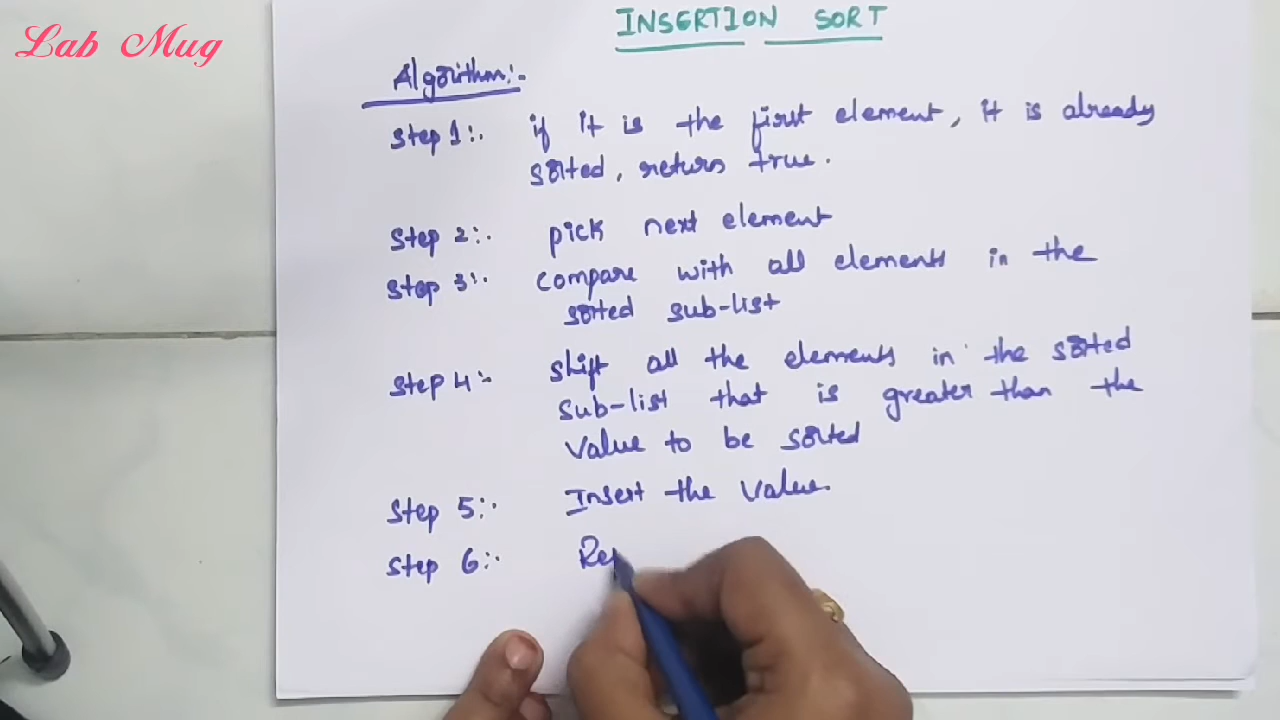 Lab Mug
INSERTION SORT
Algorithm:-
Step 1:- if it is the first element, it is already
sorted, return true.
Step 2:- pick next element
Step 3:- compare with all elements in the
sorted sub-list
Step 4:- shift all the elements in the sorted
sub-list that is greater than the
value to be sorted
Step 5:- Insert the value.
Step 6:- Rep